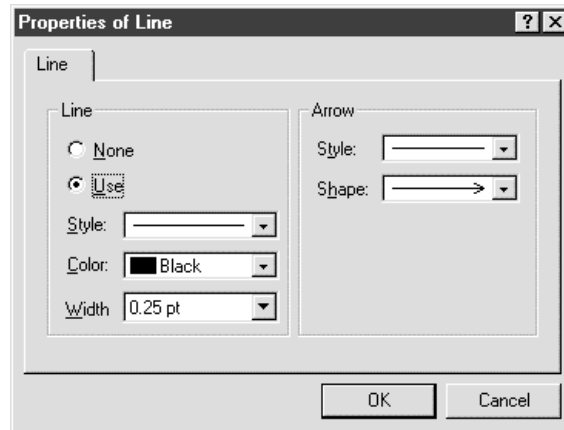 Properties of Line
Line
Line
None
Use
Style:
Color: Black
Width 0.25 pt
Arrow
Style:
Shape:
OK Cancel